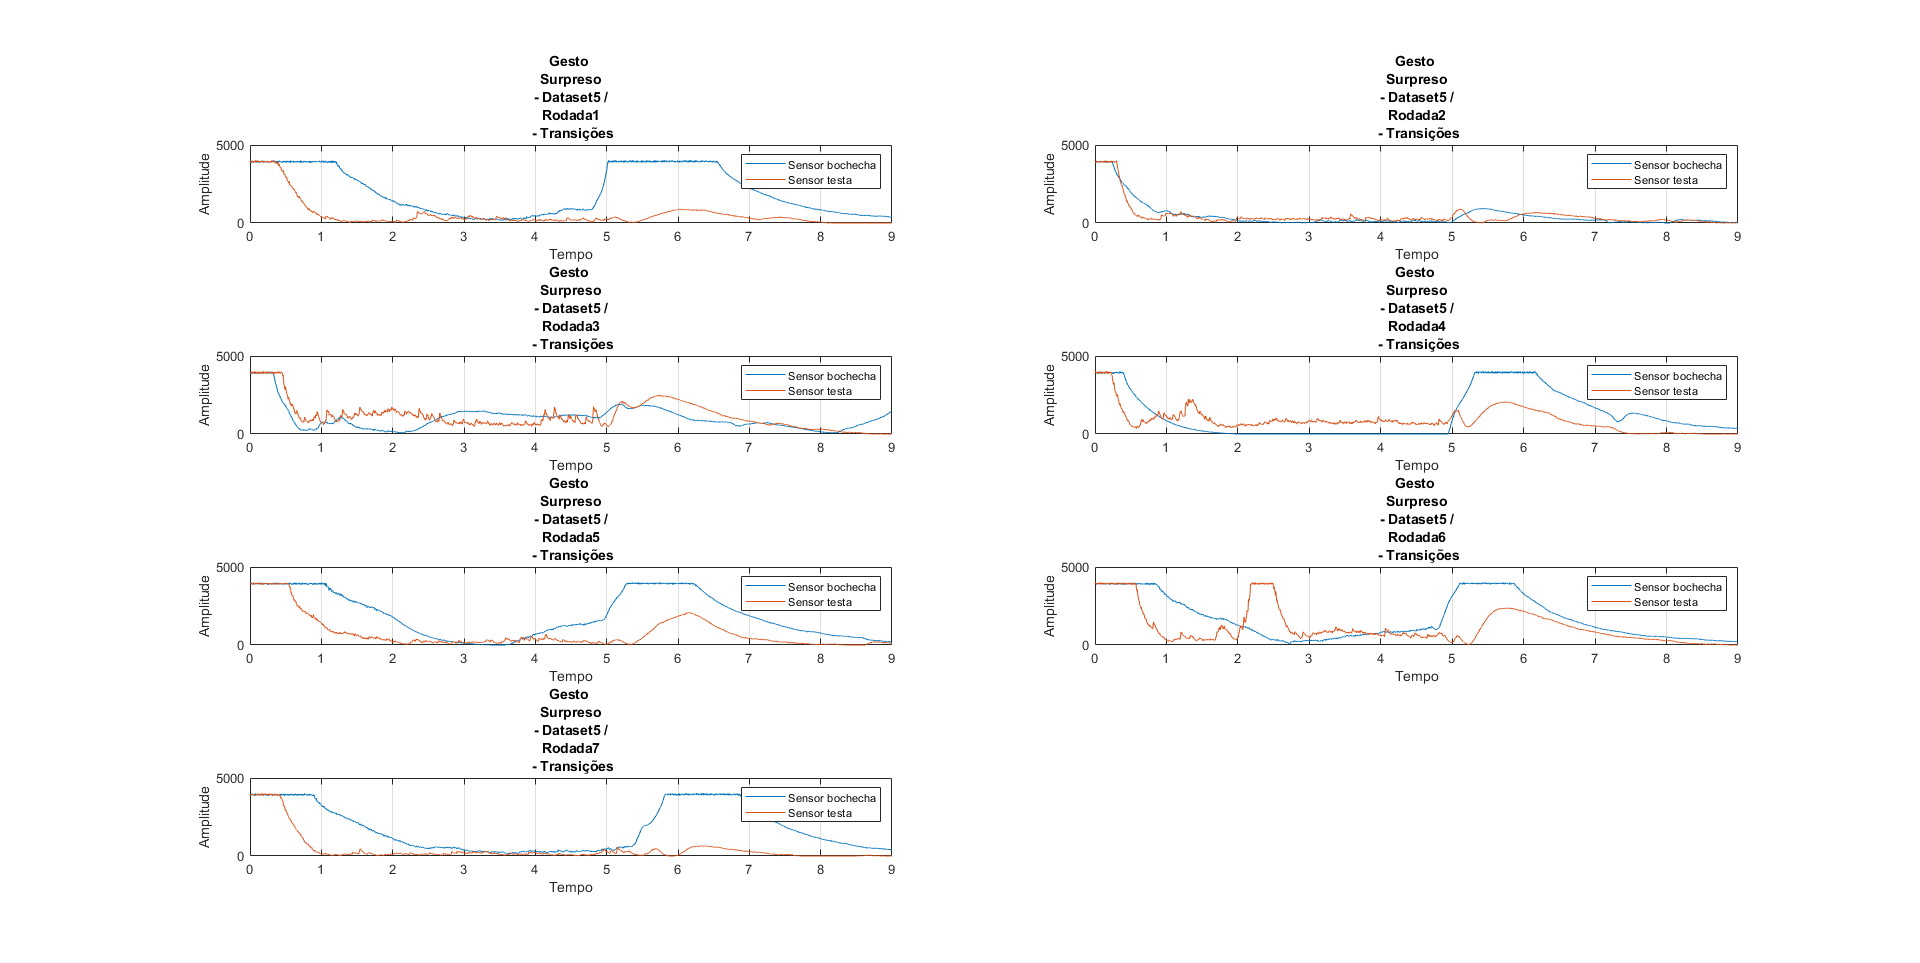 Gesto
Surpreso
- Dataset5 /
Rodada1
- Transições
5000
0
Amplitude
Sensor bochecha
Sensor testa
0 1 2 3 4 5 6 7 8 9
Tempo
Gesto
Surpreso
- Dataset5 /
Rodada2
- Transições
5000
0
Amplitude
Sensor bochecha
Sensor testa
0 1 2 3 4 5 6 7 8 9
Tempo
Gesto
Surpreso
- Dataset5 /
Rodada3
- Transições
5000
0
Amplitude
Sensor bochecha
Sensor testa
0 1 2 3 4 5 6 7 8 9
Tempo
Gesto
Surpreso
- Dataset5 /
Rodada4
- Transições
5000
0
Amplitude
Sensor bochecha
Sensor testa
0 1 2 3 4 5 6 7 8 9
Tempo
Gesto
Surpreso
- Dataset5 /
Rodada5
- Transições
5000
0
Amplitude
Sensor bochecha
Sensor testa
0 1 2 3 4 5 6 7 8 9
Tempo
Gesto
Surpreso
- Dataset5 /
Rodada6
- Transições
5000
0
Amplitude
Sensor bochecha
Sensor testa
0 1 2 3 4 5 6 7 8 9
Tempo
Gesto
Surpreso
- Dataset5 /
Rodada7
- Transições
5000
0
Amplitude
Sensor bochecha
Sensor testa
0 1 2 3 4 5 6 7 8 9
Tempo